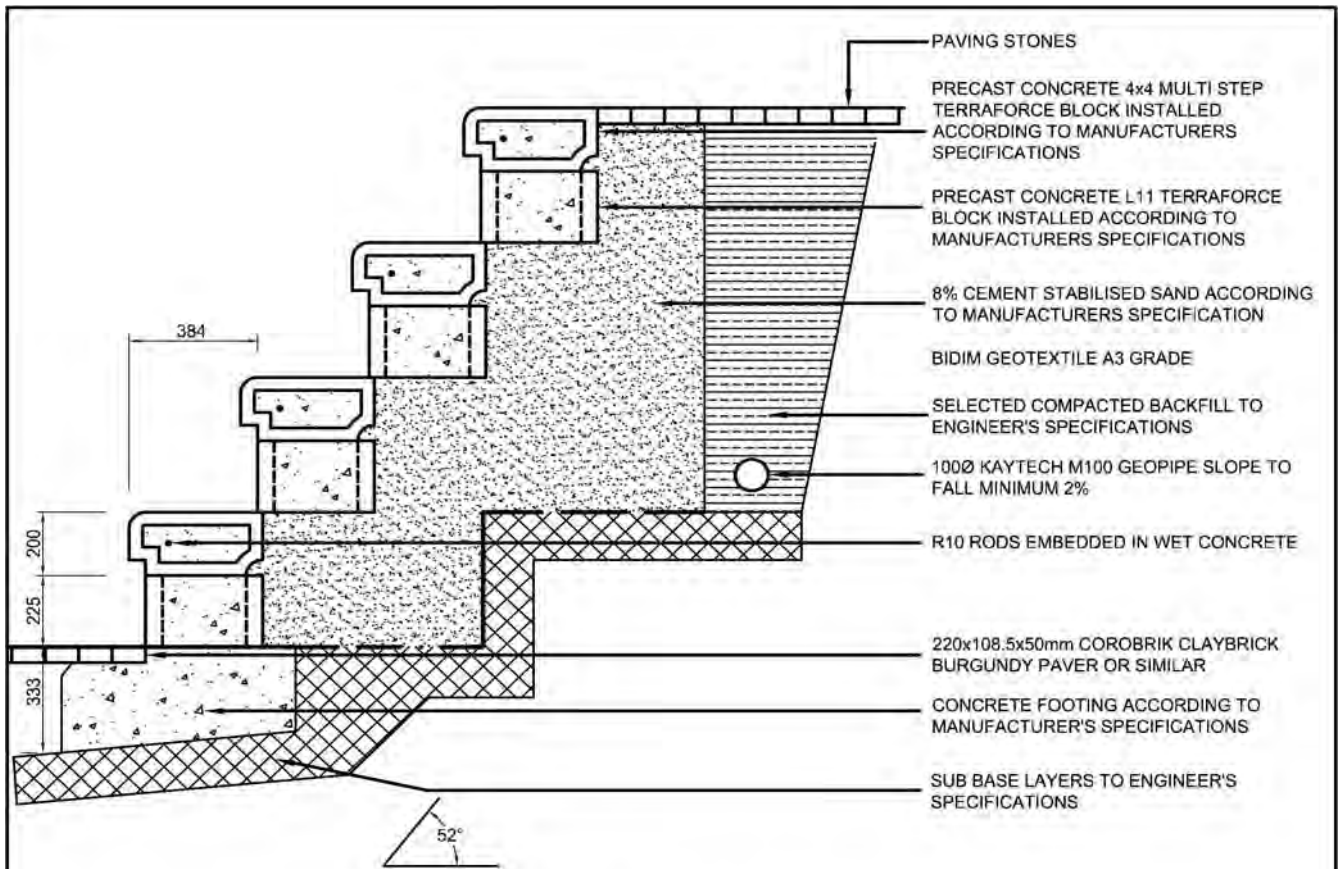 PAVING STONES
PRECAST CONCRETE 4x4 MULTI STEP
TERRAFORCE BLOCK INSTALLED
ACCORDING TO MANUFACTURERS
SPECIFICATIONS
PRECAST CONCRETE L11 TERRAFORCE
BLOCK INSTALLED ACCORDING TO
MANUFACTURERS SPECIFICATIONS
8% CEMENT STABILISED SAND ACCORDING
TO MANUFACTURERS SPECIFICATION
BIDIM GEOTEXTILE A3 GRADE
SELECTED COMPACTED BACKFILL TO
ENGINEER'S SPECIFICATIONS
100Ø KAYTECH M100 GEOPIPE SLOPE TO
FALL MINIMUM 2%
R10 RODS EMBEDDED IN WET CONCRETE
220x108.5x50mm COROBRIK CLAYBRICK
BURGUNDY PAVER OR SIMILAR
CONCRETE FOOTING ACCORDING TO
MANUFACTURER'S SPECIFICATIONS
SUB BASE LAYERS TO ENGINEER'S
SPECIFICATIONS
384
200
225
333
52°